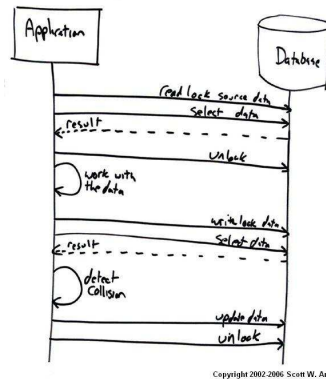 Application
Database
read lock source data
select data
result
unlock
work with
the data
write lock data
select data
result
detect
collision
update data
unlock
Copyright 2002-2006 Scott W. Am